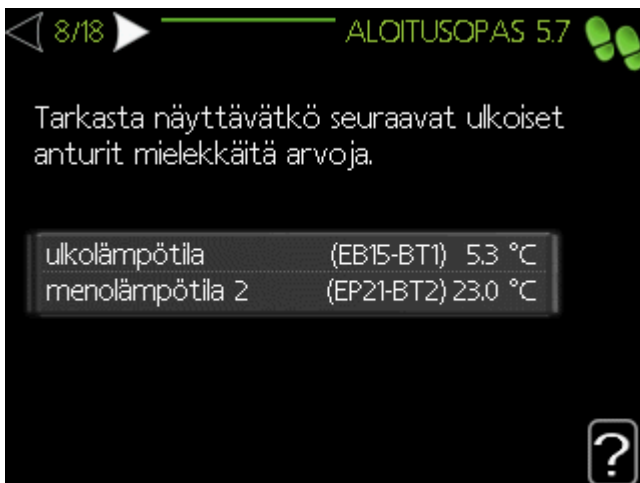 8/18
ALOITUSOPAS 5.7
Tarkasta näyttävätkö seuraavat ulkoiset
anturit mielekkäitä arvoja.
ulkolämpötila (EB15-BT1) 5.3 °C
menolämpötila 2 (EP21-BT2) 23.0 °C
?